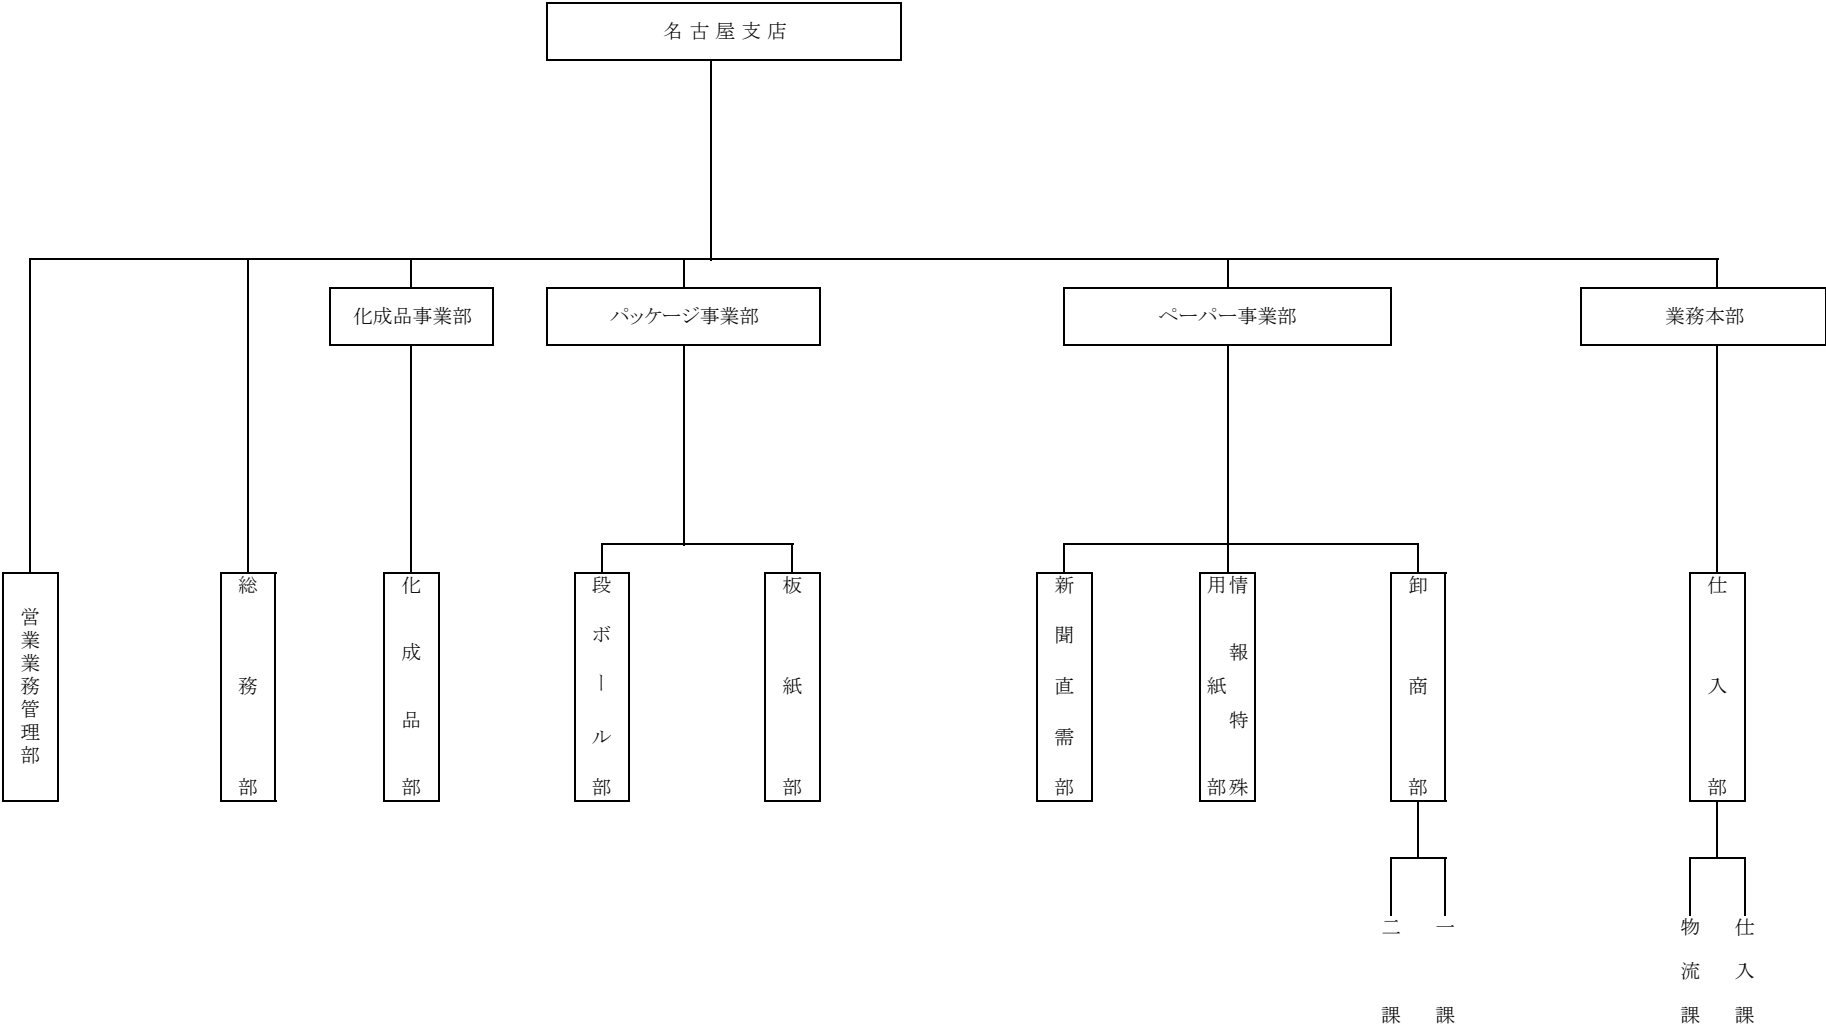 名古屋支店
化成品事業部
パッケージ事業部
ペーパー事業部
業務本部
営業業務管理部
総務部
化成品部
段ボール部
板紙部
新聞直需部
情報特殊
用紙部
卸商部
仕入部
二課
一課
物流課
仕入課